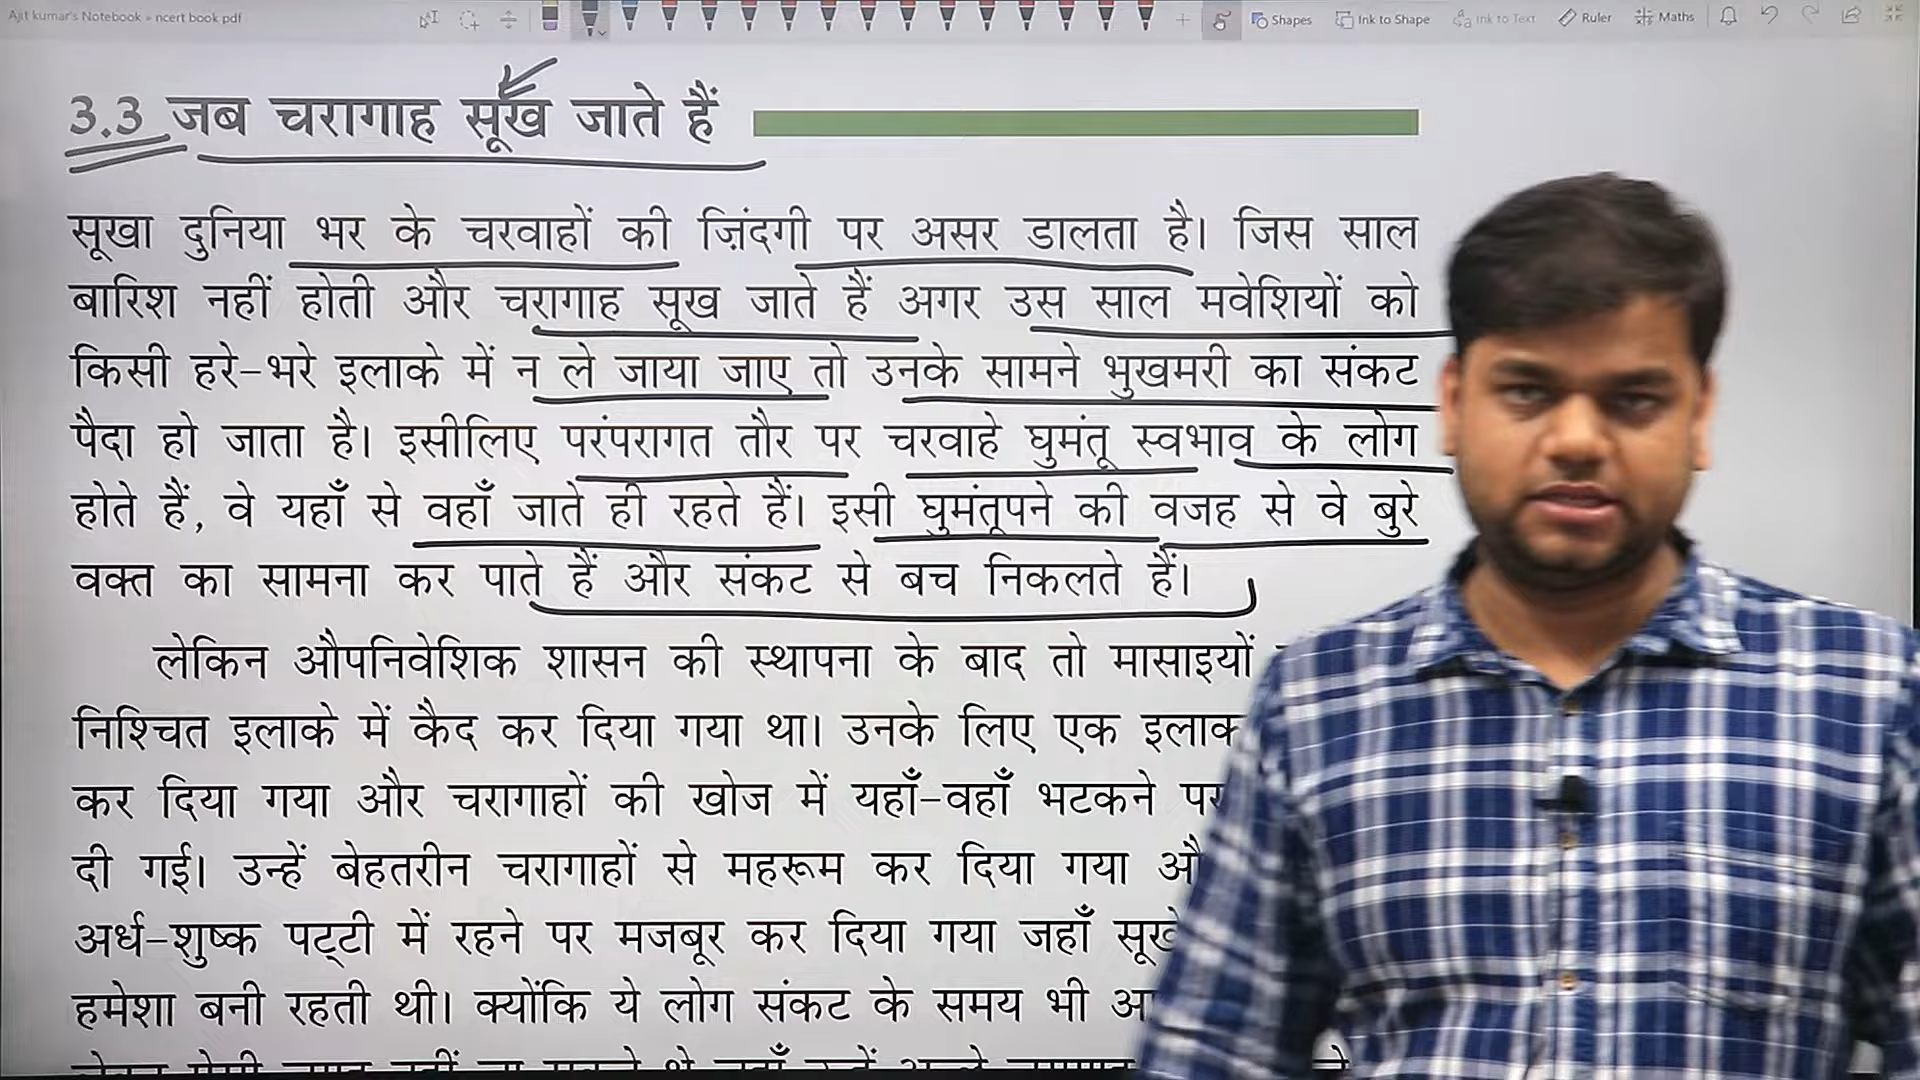 Ajit kumar's Notebook » ncert book pdf
Shapes Ink to Shape Ink to Text Ruler Maths
3.3 जब चरागाह सूख जाते हैं
सूखा दुनिया भर के चरवाहों की ज़िंदगी पर असर डालता है। जिस साल
बारिश नहीं होती और चरागाह सूख जाते हैं अगर उस साल मवेशियों को
किसी हरे-भरे इलाके में न ले जाया जाए तो उनके सामने भुखमरी का संकट
पैदा हो जाता है। इसीलिए परंपरागत तौर पर चरवाहे घुमंतू स्वभाव के लोग
होते हैं, वे यहाँ से वहाँ जाते ही रहते हैं। इसी घुमंतूपने की वजह से वे बुरे
वक्त का सामना कर पाते हैं और संकट से बच निकलते हैं।
लेकिन औपनिवेशिक शासन की स्थापना के बाद तो मासाइयों
निश्चित इलाके में कैद कर दिया गया था। उनके लिए एक
कर दिया गया और चरागाहों की खोज में यहाँ-वहाँ भटकने
दी गई। उन्हें बेहतरीन चरागाहों से महरूम कर दिया गया
अर्ध-शुष्क पट्टी में रहने पर मजबूर कर दिया गया जहाँ
हमेशा बनी रहती थी। क्योंकि ये लोग संकट के समय भी